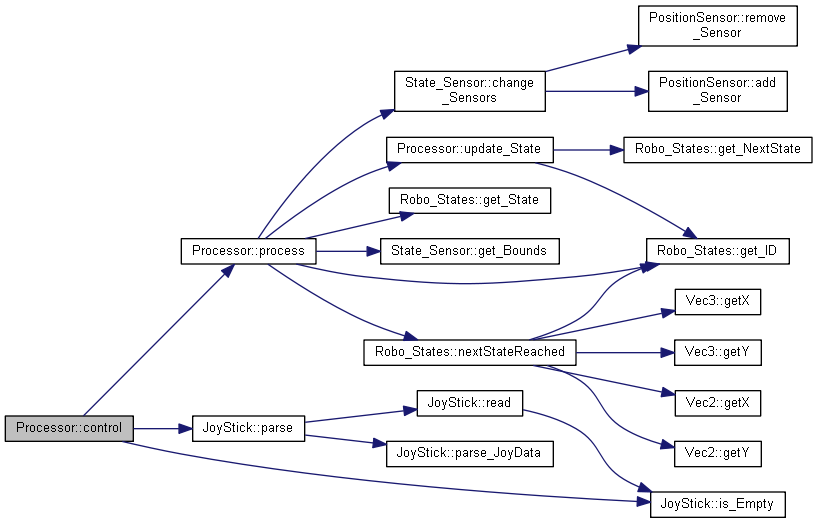 PositionSensor::remove
_Sensor
State_Sensor::change
_Sensors
PositionSensor::add
_Sensor
Processor::update_State
Robo_States::get_NextState
Robo_States::get_State
Processor::process
State_Sensor::get_Bounds
Robo_States::get_ID
Vec3::getX
Robo_States::nextStateReached
Vec3::getY
JoyStick::read
Vec2::getX
Processor::control
JoyStick::parse
JoyStick::parse_JoyData
Vec2::getY
JoyStick::is_Empty